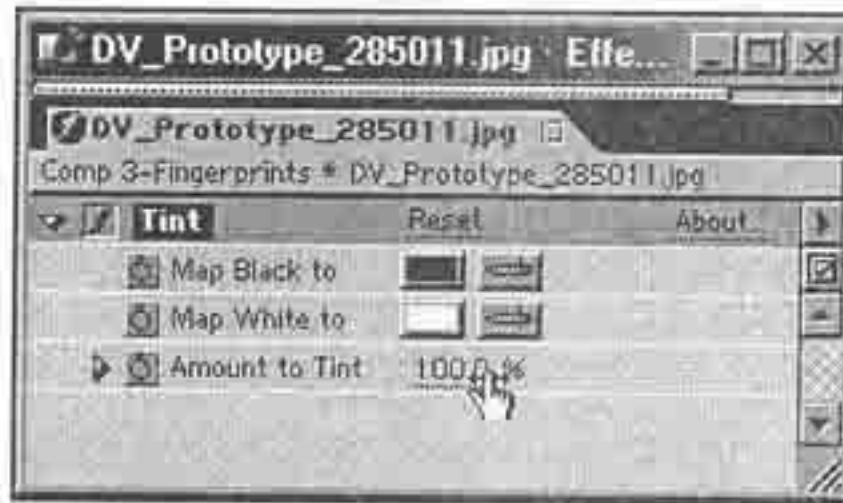 DV_Prototype_285011.jpg Effe...
DV_Prototype_285011.jpg
Comp 3-Fingerprints * DV_Prototype_285011.jpg
Tint Reset About...
Map Black to
Map White to
Amount to Tint 100.0 %